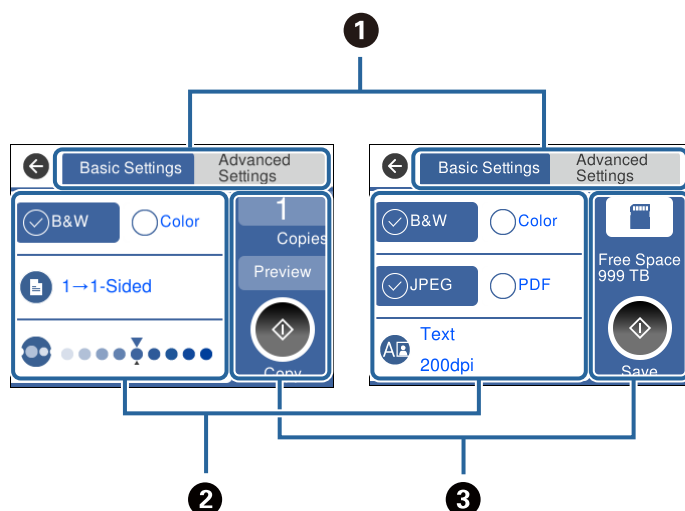 1
Basic Settings
Advanced
Settings
B&W
Color
1→1-Sided
1
Copies
Preview
Copy
Basic Settings
Advanced
Settings
B&W
Color
JPEG
PDF
A
Text
200dpi
Free Space
999 TB
Save
2
3